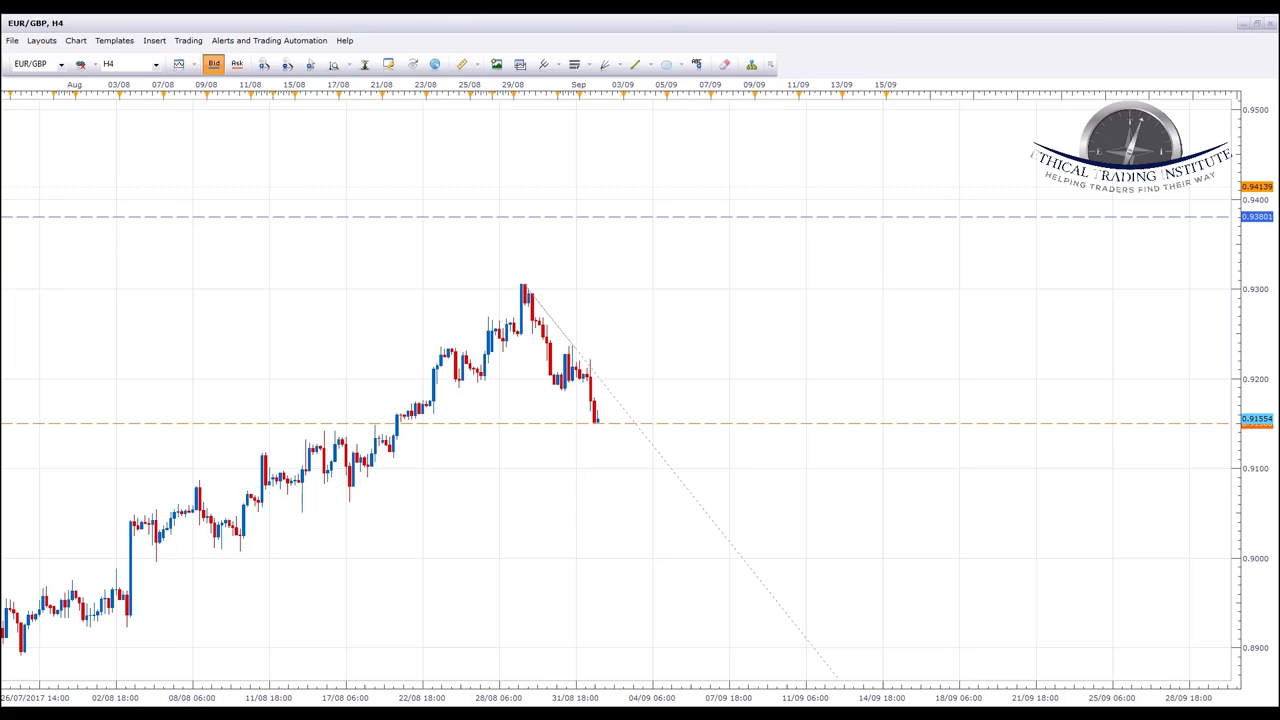 EUR/GBP, H4
File Layouts Chart Templates Insert Trading Alerts and Trading Automation Help
EUR/GBP H4 Bid Ask ABC
Aug 03/08 07/08 09/08 11/08 15/08 17/08 21/08 23/08 25/08 29/08 Sep 03/09 05/09 07/09 09/09 11/09 13/09 15/09
0.9500
ETHICAL TRADING INSTITUTE
HELPING TRADERS FIND THEIR WAY
0.94139
0.9400
0.93801
0.9300
0.9200
0.91554
0.9100
0.9000
0.8900
26/07/2017 14:00 02/08 18:00 08/08 06:00 11/08 18:00 17/08 06:00 22/08 18:00 28/08 06:00 31/08 18:00 04/09 06:00 07/09 18:00 11/09 06:00 14/09 18:00 18/09 06:00 21/09 18:00 25/09 06:00 28/09 18:00